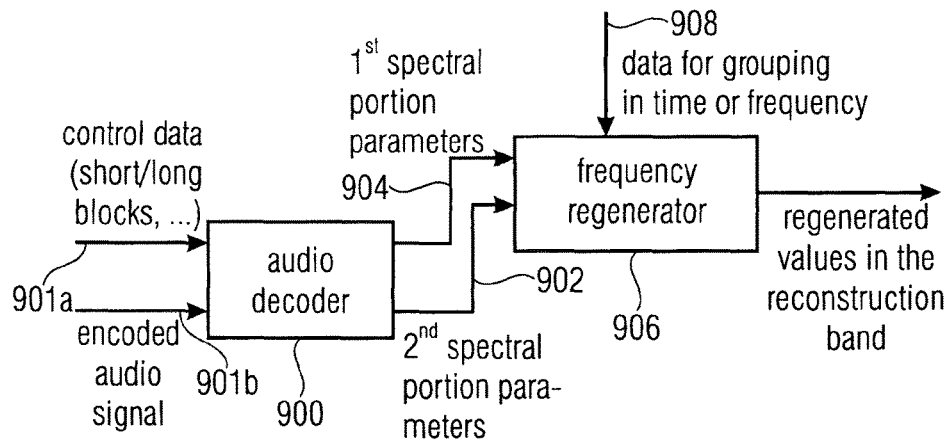 908
data for grouping
in time or frequency
1st spectral
portion
parameters
904
control data
(short/long
blocks, ...)
901a
encoded
audio
signal
901b
audio
decoder
900
902
2nd spectral
portion para-
meters
frequency
regenerator
906
regenerated
values in the
reconstruction
band